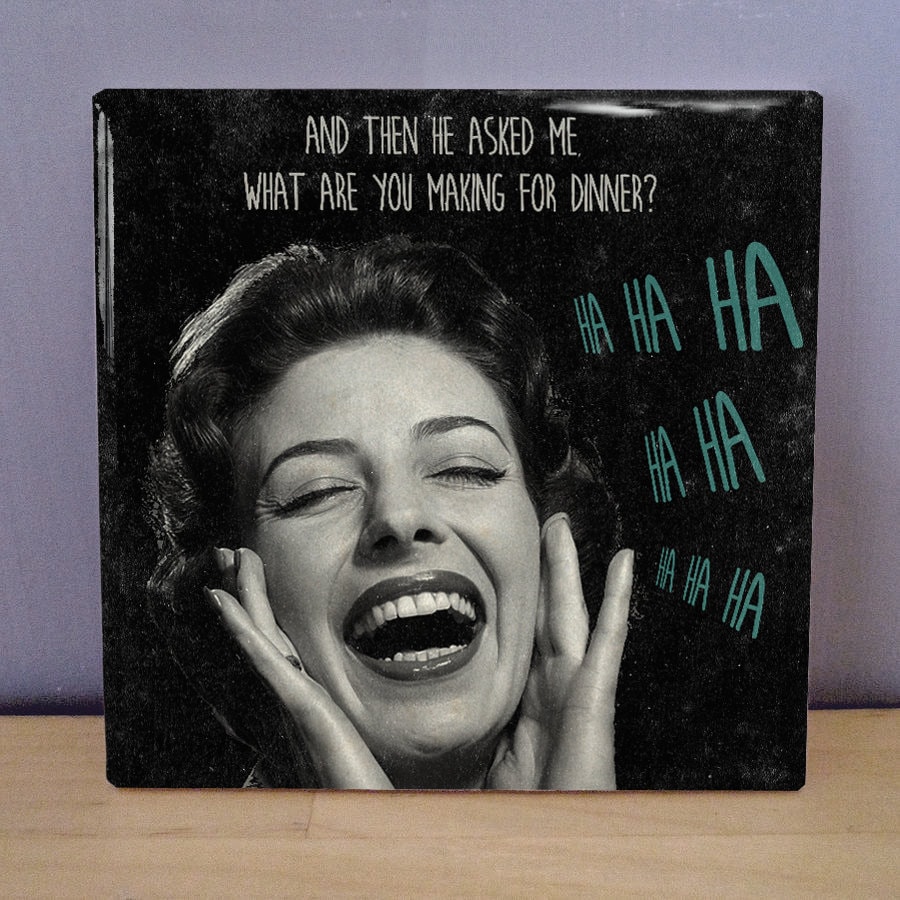 AND THEN HE ASKED ME,
WHAT ARE YOU MAKING FOR DINNER?
HA HA HA
HA HA
HA HA HA